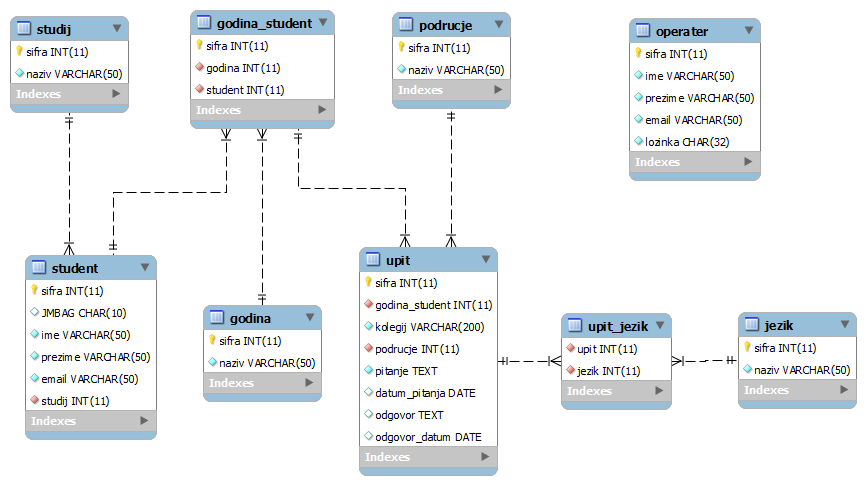 studij
sifra INT(11)
naziv VARCHAR(50)
Indexes
godina_student
sifra INT(11)
godina INT(11)
student INT(11)
Indexes
podrucje
sifra INT(11)
naziv VARCHAR(50)
Indexes
operater
sifra INT(11)
ime VARCHAR(50)
prezime VARCHAR(50)
email VARCHAR(50)
lozinka CHAR(32)
Indexes
student
sifra INT(11)
JMBAG CHAR(10)
ime VARCHAR(50)
prezime VARCHAR(50)
email VARCHAR(50)
studij INT(11)
Indexes
godina
sifra INT(11)
naziv VARCHAR(50)
Indexes
upit
sifra INT(11)
godina_student INT(11)
kolegij VARCHAR(200)
podrucje INT(11)
pitanje TEXT
datum_pitanja DATE
odgovor TEXT
odgovor_datum DATE
Indexes
upit_jezik
upit INT(11)
jezik INT(11)
Indexes
jezik
sifra INT(11)
naziv VARCHAR(50)
Indexes